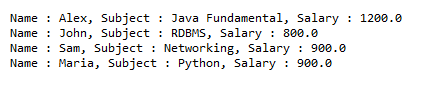 Name : Alex, Subject : Java Fundamental, Salary : 1200.0
Name : John, Subject : RDBMS, Salary : 800.0
Name : Sam, Subject : Networking, Salary : 900.0
Name : Maria, Subject : Python, Salary : 900.0